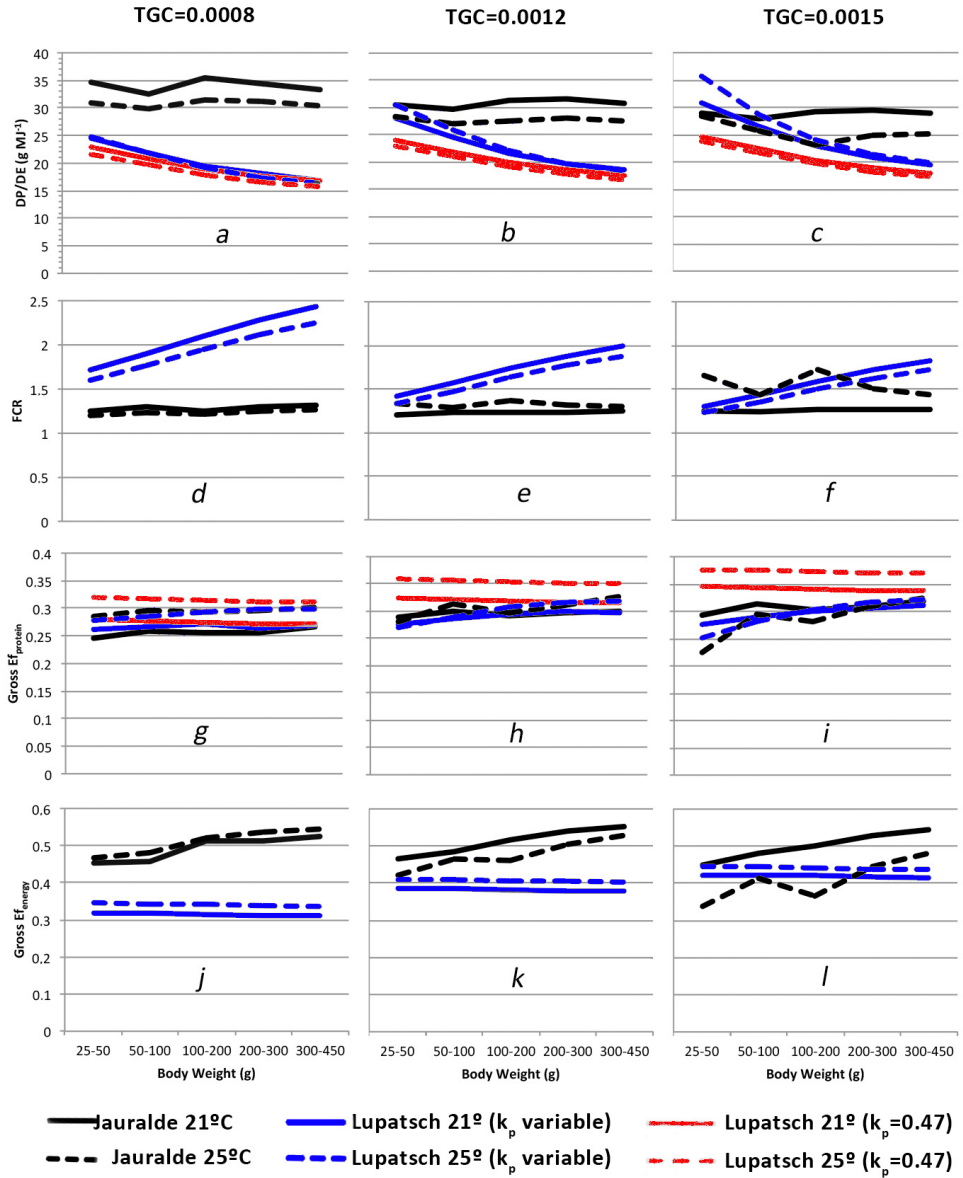 TGC=0.0008 TGC=0.0012 TGC=0.0015
DP/DE (g MJ-1)
40
35
30
25
20
15
10
5
0
a b c
FCR
2.5
2
1.5
1
0.5
0
d e f
Gross Efprotein
0.4
0.35
0.3
0.25
0.2
0.15
0.1
0.05
0
g h i
Gross Efenergy
0.6
0.5
0.4
0.3
0.2
0.1
0
j k l
25-50 50-100 100-200 200-300 300-450 25-50 50-100 100-200 200-300 300-450 25-50 50-100 100-200 200-300 300-450
Body Weight (g) Body Weight (g) Body Weight (g)
Jauralde 21ºC Lupatsch 21º (kp variable) Lupatsch 21º (kp=0.47)
Jauralde 25ºC Lupatsch 25º (kp variable) Lupatsch 25º (kp=0.47)